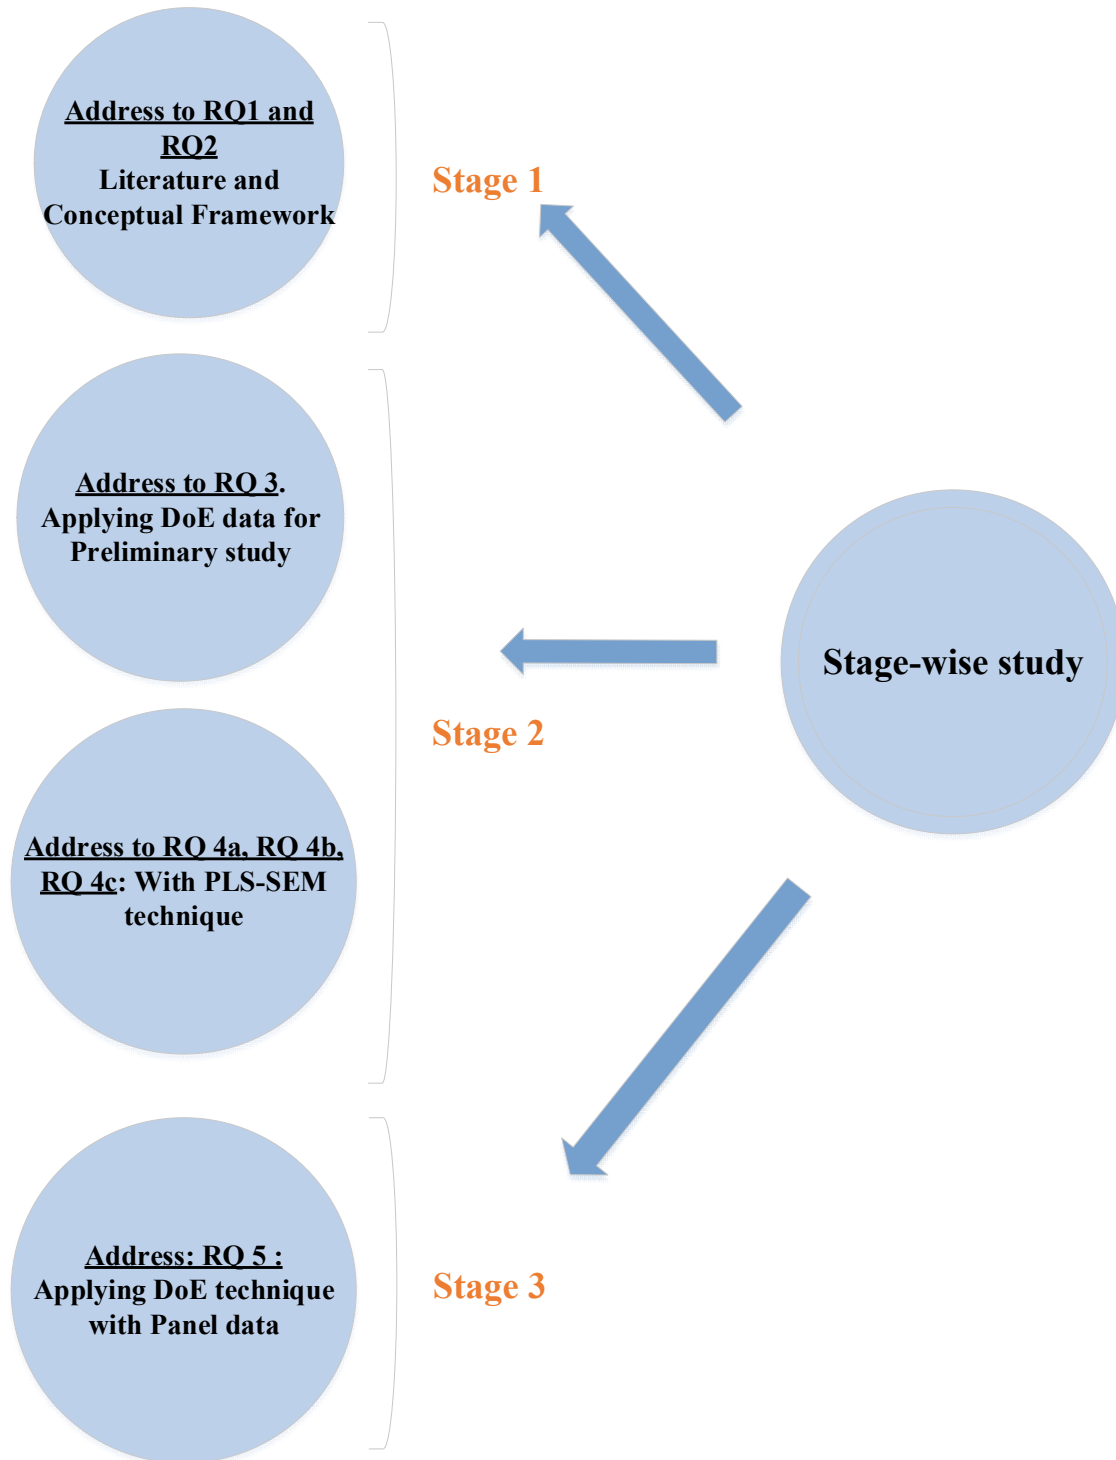 Address to RQ1 and
RQ2
Literature and
Conceptual Framework
Stage 1
Address to RQ 3.
Applying DoE data for
Preliminary study
Stage-wise study
Stage 2
Address to RQ 4a, RQ 4b,
RQ 4c: With PLS-SEM
technique
Address: RQ 5 :
Applying DoE technique
with Panel data
Stage 3